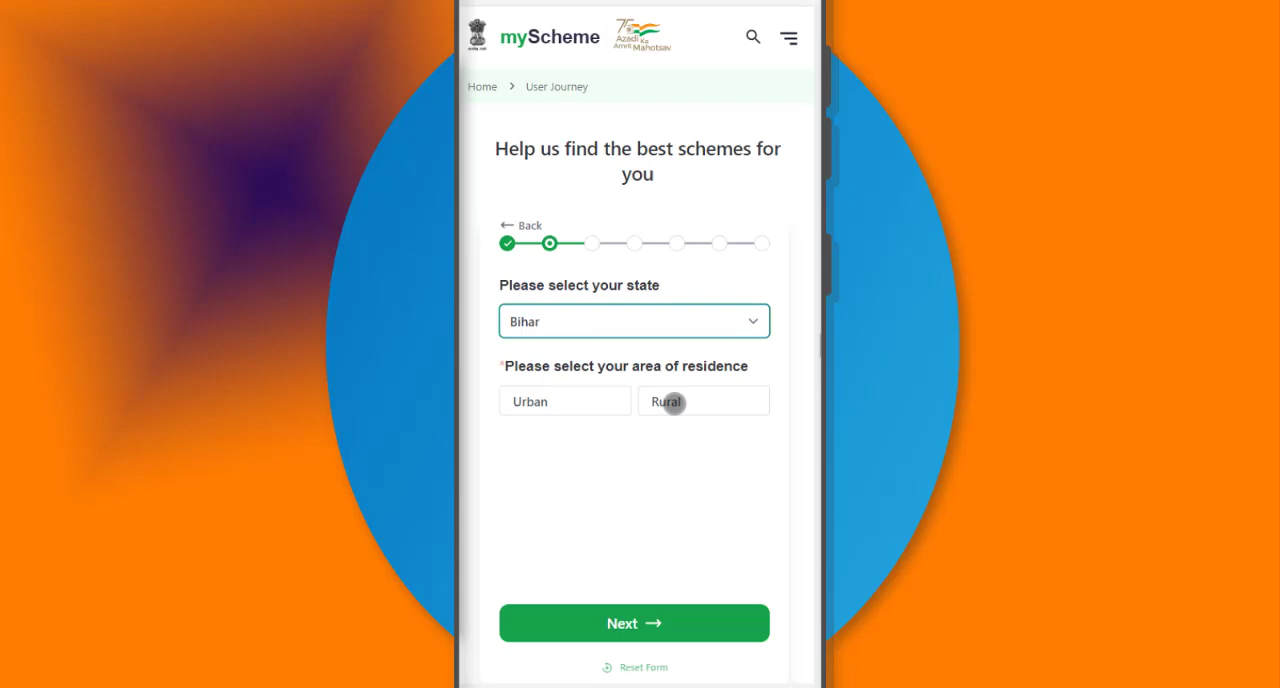 myScheme
Azadi Ka
Amrit Mahotsav
Home > User Journey
Help us find the best schemes for
you
← Back
Please select your state
Bihar
*Please select your area of residence
Urban Rural
Next →
Reset Form